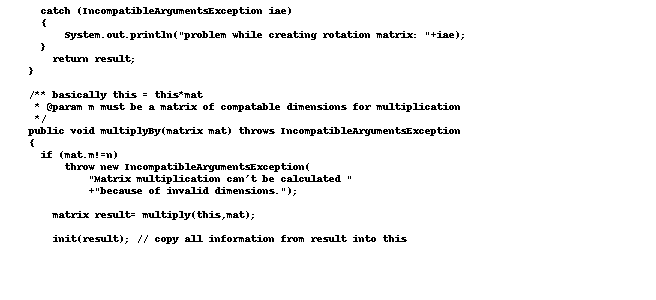 catch (IncompatibleArgumentsException iae)
{
System.out.println("problem while creating rotation matrix: "+iae);
}
return result;
}
/** basically this = this*mat
* @param m must be a matrix of compatable dimensions for multiplication
*/
public void multiplyBy(matrix mat) throws IncompatibleArgumentsException
{
if (mat.m!=n)
throw new IncompatibleArgumentsException(
"Matrix multiplication can't be calculated "
+"because of invalid dimensions.");
matrix result= multiply(this,mat);
init(result); // copy all information from result into this